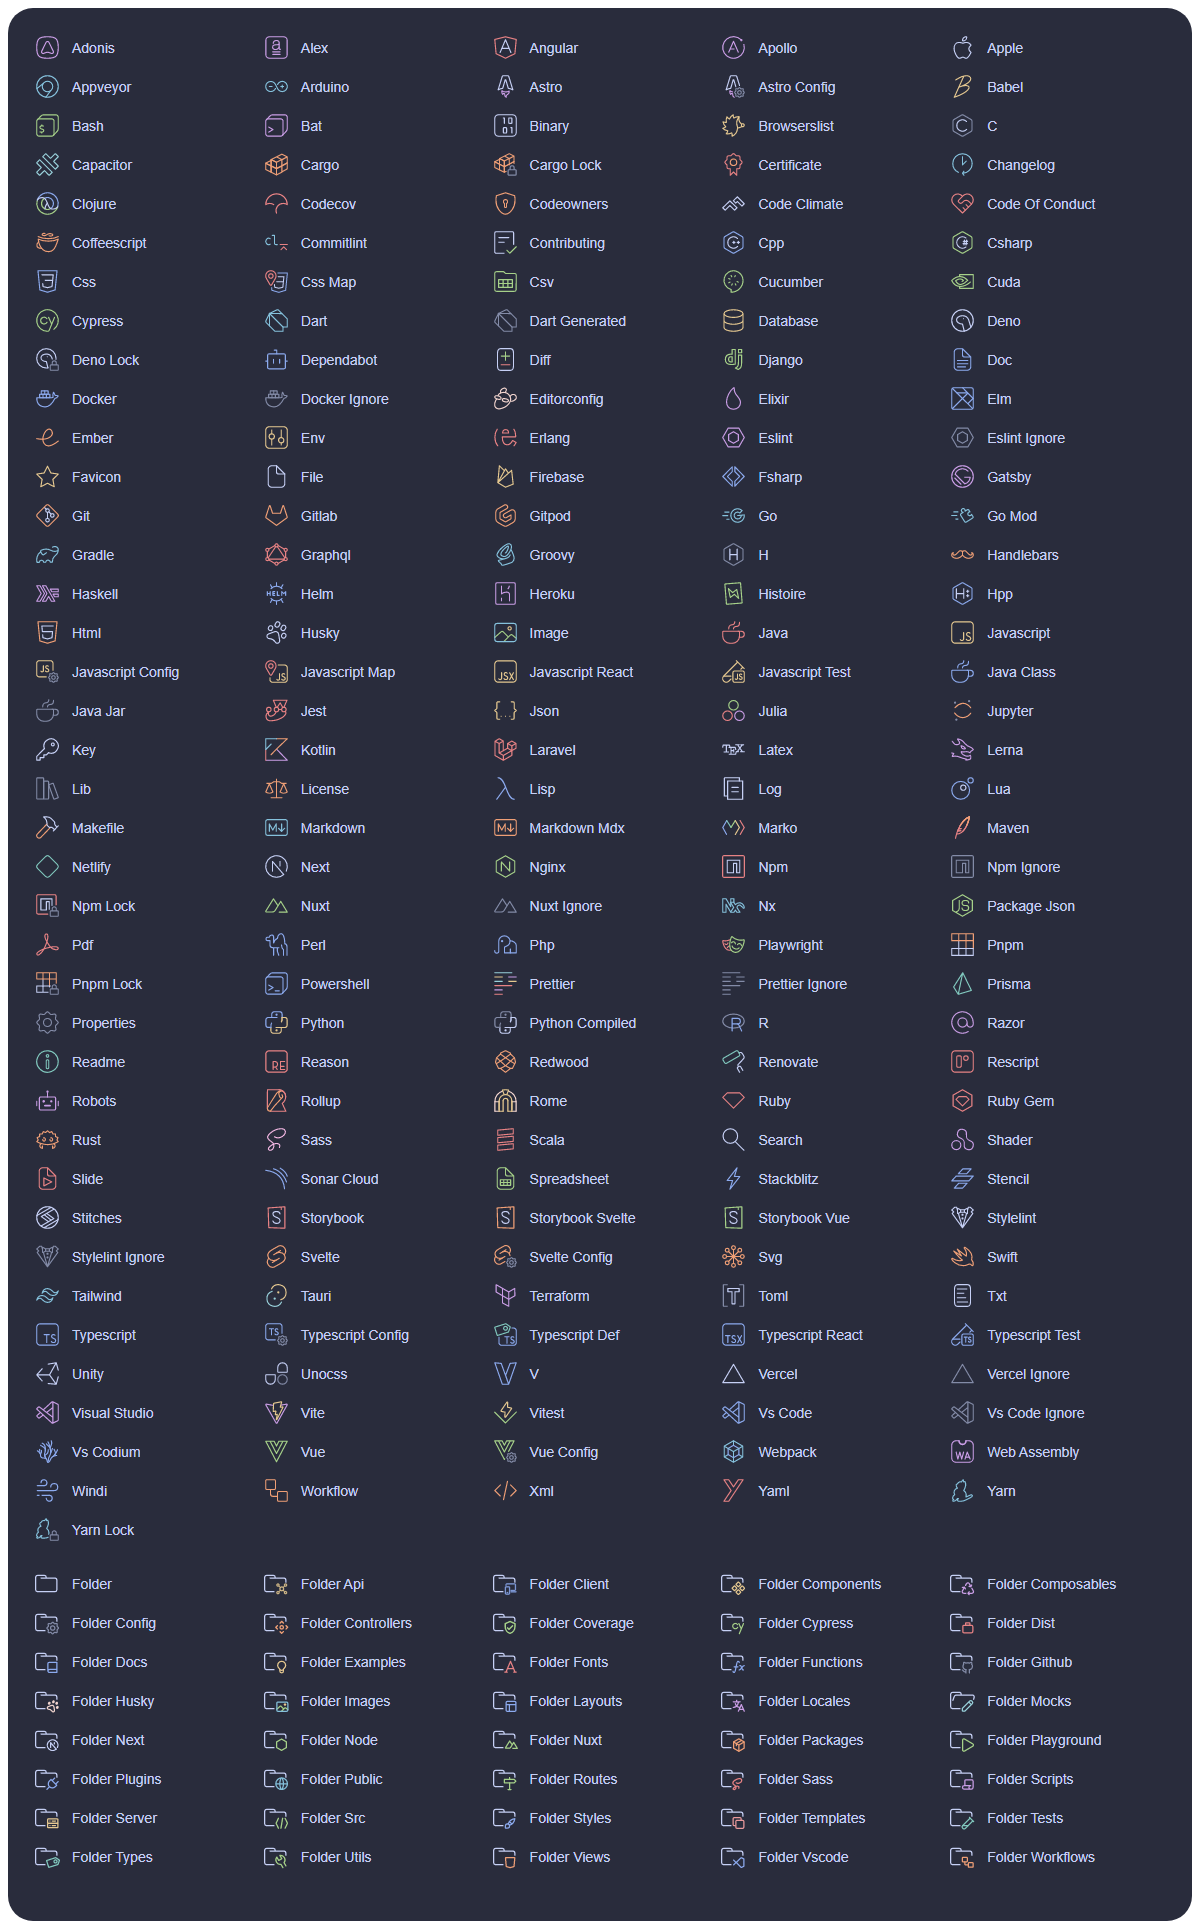 Adonis Alex Angular Apollo Apple
Appveyor Arduino Astro Astro Config Babel
Bash Bat Binary Browserslist C
Capacitor Cargo Cargo Lock Certificate Changelog
Clojure Codecov Codeowners Code Climate Code Of Conduct
Coffeescript Commitlint Contributing Cpp Csharp
Css Css Map Csv Cucumber Cuda
Cypress Dart Dart Generated Database Deno
Deno Lock Dependabot Diff Django Doc
Docker Docker Ignore Editorconfig Elixir Elm
Ember Env Erlang Eslint Eslint Ignore
Favicon File Firebase Fsharp Gatsby
Git Gitlab Gitpod Go Go Mod
Gradle Graphql Groovy H Handlebars
Haskell Helm Heroku Histoire Hpp
Html Husky Image Java Javascript
Javascript Config Javascript Map Javascript React Javascript Test Java Class
Java Jar Jest Json Julia Jupyter
Key Kotlin Laravel Latex Lerna
Lib License Lisp Log Lua
Makefile Markdown Markdown Mdx Marko Maven
Netlify Next Nginx Npm Npm Ignore
Npm Lock Nuxt Nuxt Ignore Nx Package Json
Pdf Perl Php Playwright Pnpm
Pnpm Lock Powershell Prettier Prettier Ignore Prisma
Properties Python Python Compiled R Razor
Readme Reason Redwood Renovate Rescript
Robots Rollup Rome Ruby Ruby Gem
Rust Sass Scala Search Shader
Slide Sonar Cloud Spreadsheet Stackblitz Stencil
Stitches Storybook Storybook Svelte Storybook Vue Stylelint
Stylelint Ignore Svelte Svelte Config Svg Swift
Tailwind Tauri Terraform Toml Txt
Typescript Typescript Config Typescript Def Typescript React Typescript Test
Unity Unocss V Vercel Vercel Ignore
Visual Studio Vite Vitest Vs Code Vs Code Ignore
Vs Codium Vue Vue Config Webpack Web Assembly
Windi Workflow Xml Yaml Yarn
Yarn Lock
Folder Folder Api Folder Client Folder Components Folder Composables
Folder Config Folder Controllers Folder Coverage Folder Cypress Folder Dist
Folder Docs Folder Examples Folder Fonts Folder Functions Folder Github
Folder Husky Folder Images Folder Layouts Folder Locales Folder Mocks
Folder Next Folder Node Folder Nuxt Folder Packages Folder Playground
Folder Plugins Folder Public Folder Routes Folder Sass Folder Scripts
Folder Server Folder Src Folder Styles Folder Templates Folder Tests
Folder Types Folder Utils Folder Views Folder Vscode Folder Workflows